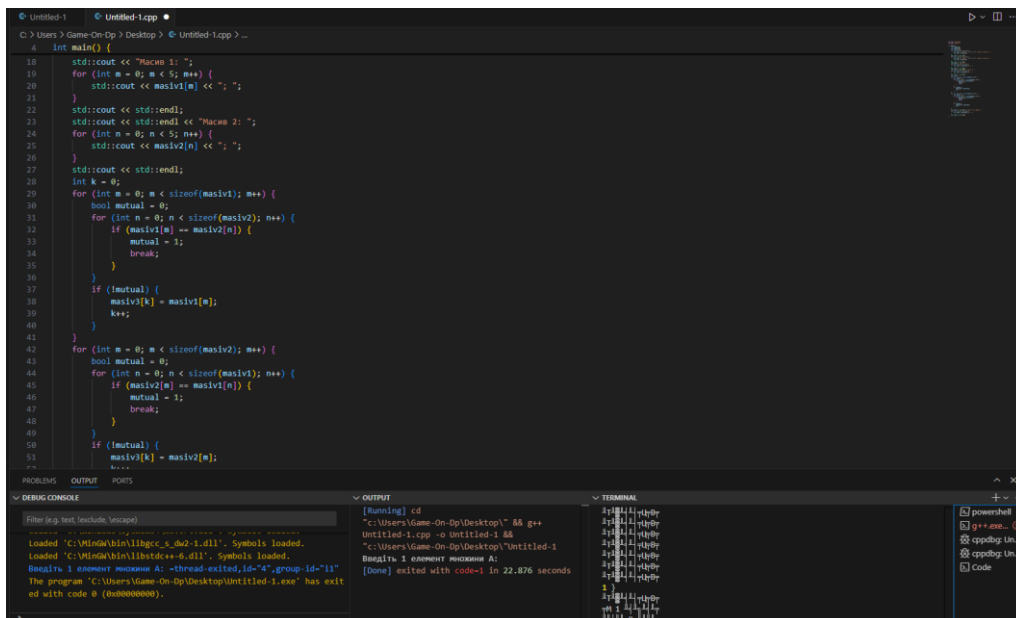 Untitled-1
Untitled-1.cpp
C: > Users > Game-On-Dp > Desktop > Untitled-1.cpp > ...
4 int main() {
18 std::cout << "Масив 1: ";
19 for (int m = 0; m < 5; m++) {
20 std::cout << masiv1[m] << "; ";
21 }
22 std::cout << std::endl;
23 std::cout << std::endl << "Масив 2: ";
24 for (int n = 0; n < 5; n++) {
25 std::cout << masiv2[n] << "; ";
26 }
27 std::cout << std::endl;
28 int k = 0;
29 for (int m = 0; m < sizeof(masiv1); m++) {
30 bool mutual = 0;
31 for (int n = 0; n < sizeof(masiv2); n++) {
32 if (masiv1[m] == masiv2[n]) {
33 mutual = 1;
34 break;
35 }
36 }
37 if (!mutual) {
38 masiv3[k] = masiv1[m];
39 k++;
40 }
41 }
42 for (int m = 0; m < sizeof(masiv2); m++) {
43 bool mutual = 0;
44 for (int n = 0; n < sizeof(masiv1); n++) {
45 if (masiv2[m] == masiv1[n]) {
46 mutual = 1;
47 break;
48 }
49 }
50 if (!mutual) {
51 masiv3[k] = masiv2[m];
PROBLEMS OUTPUT PORTS
DEBUG CONSOLE
Filter (e.g. text, !exclude, \escape)
Loaded 'C:\MinGW\bin\libgcc_s_dw2-1.dll'. Symbols loaded.
Loaded 'C:\MinGW\bin\libstdc++-6.dll'. Symbols loaded.
Введіть 1 елемент множини А: =thread-exited,id="4",group-id="i1"
The program 'C:\Users\Game-On-Dp\Desktop\Untitled-1.exe' has exit
ed with code 0 (0x00000000).
OUTPUT
[Running] cd
"c:\Users\Game-On-Dp\Desktop\" && g++
Untitled-1.cpp -o Untitled-1 &&
"c:\Users\Game-On-Dp\Desktop\"Untitled-1
Введіть 1 елемент множини А:
[Done] exited with code=1 in 22.876 seconds
TERMINAL
powershell
g++.exe...
cppdbg: Un...
cppdbg: Un...
Code